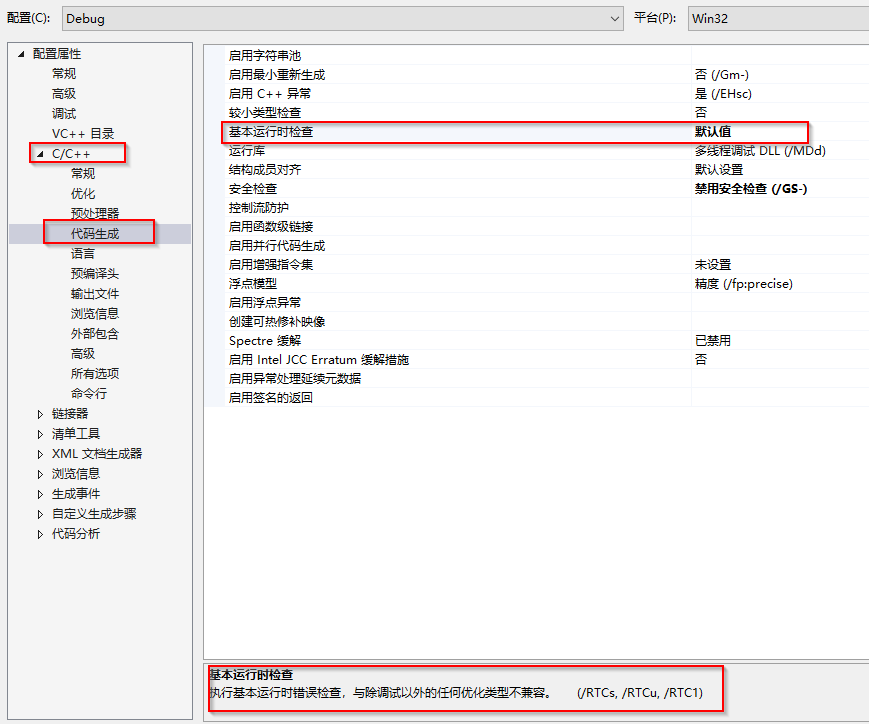 配置(C): Debug 平台(P): Win32
配置属性
常规
高级
调试
VC++ 目录
C/C++
常规
优化
预处理器
代码生成
语言
预编译头
输出文件
浏览信息
外部包含
高级
所有选项
命令行
链接器
清单工具
XML 文档生成器
浏览信息
生成事件
自定义生成步骤
代码分析
启用字符串池
启用最小重新生成 否 (/Gm-)
启用 C++ 异常 是 (/EHsc)
较小类型检查 否
基本运行时检查 默认值
运行库 多线程调试 DLL (/MDd)
结构成员对齐 默认设置
安全检查 禁用安全检查 (/GS-)
控制流防护
启用函数级链接
启用并行代码生成
启用增强指令集 未设置
浮点模型 精度 (/fp:precise)
启用浮点异常
创建可热修补映像
Spectre 缓解 已禁用
启用 Intel JCC Erratum 缓解措施 否
启用异常处理延续元数据
启用签名的返回
基本运行时检查
执行基本运行时错误检查，与除调试以外的任何优化类型不兼容。 (/RTCs, /RTCu, /RTC1)